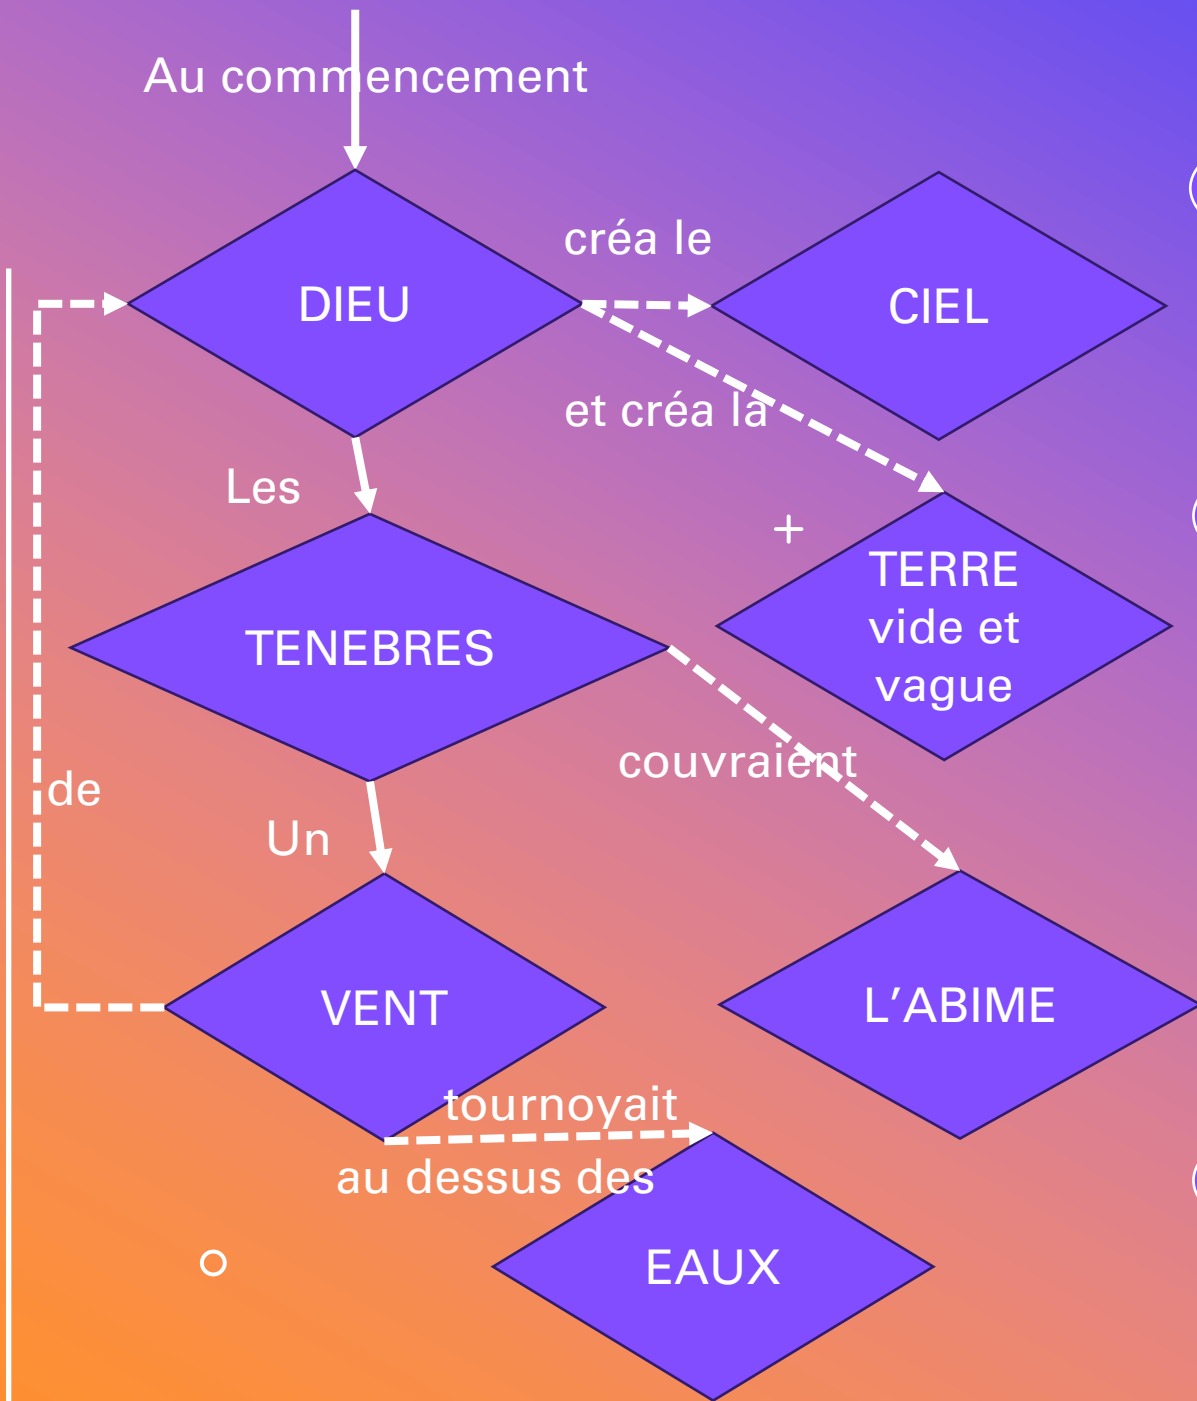 Au commencement
créa le
DIEU
CIEL
et créa la
Les
+
TERRE
vide et
vague
TENEBRES
couvraient
de
Un
VENT
L'ABIME
tournoyait
au dessus des
EAUX